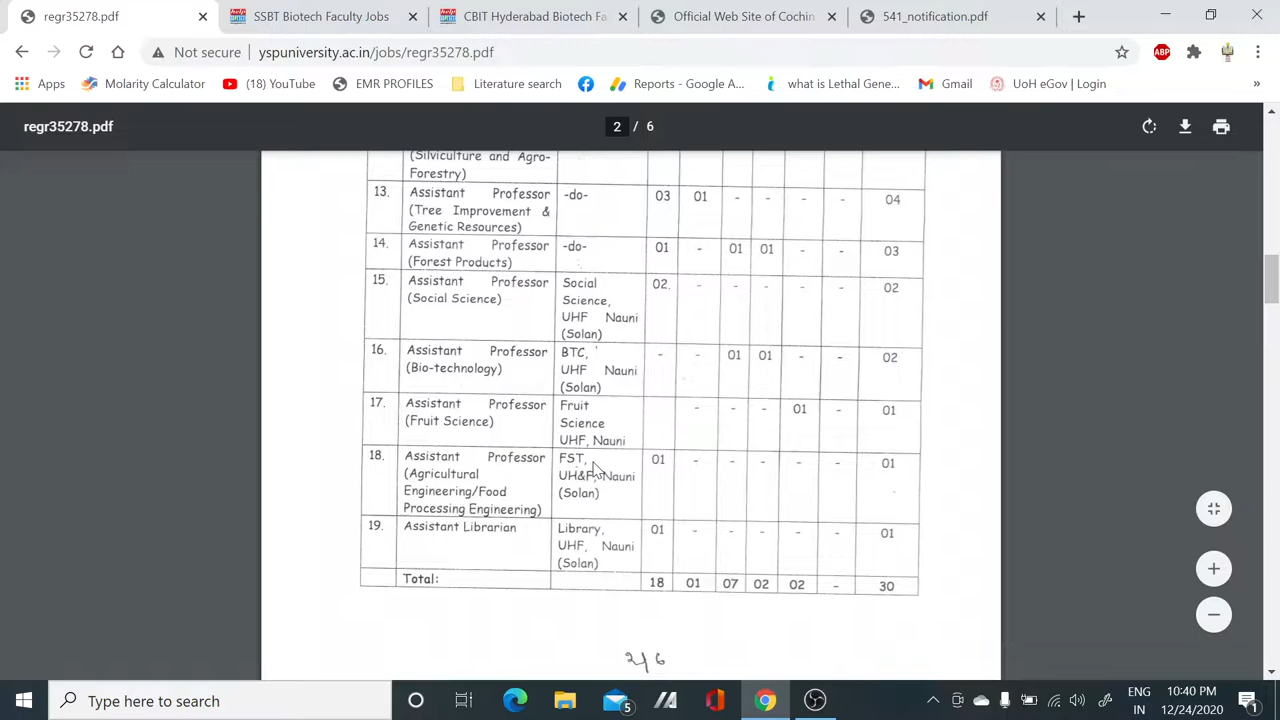 regr35278.pdf
SSBT Biotech Faculty Jobs
CBIT Hyderabad Biotech Fa
Official Web Site of Cochin
541_notification.pdf
Not secure yspuniversity.ac.in/jobs/regr35278.pdf
ABP
Apps Molarity Calculator (18) YouTube EMR PROFILES Literature search Reports - Google A... what is Lethal Gene... Gmail UoH eGov | Login »
regr35278.pdf 2 / 6
(Silviculture and Agro-
Forestry)
13. Assistant Professor -do- 03 01 - - - - 04
(Tree Improvement &
Genetic Resources)
14. Assistant Professor -do- 01 - 01 01 - - 03
(Forest Products)
15. Assistant Professor Social 02. - - - - - 02
(Social Science) Science,
UHF Nauni
(Solan)
16. Assistant Professor BTC, - - 01 01 - - 02
(Bio-technology) UHF Nauni
(Solan)
17. Assistant Professor Fruit - - - 01 - 01
(Fruit Science) Science
UHF, Nauni
18. Assistant Professor FST, 01 - - - - - 01
(Agricultural UH&F, Nauni
Engineering/Food (Solan)
Processing Engineering)
19. Assistant Librarian Library, 01 - - - - - 01
UHF, Nauni
(Solan)
Total: 18 01 07 02 02 - 30
2/6
Type here to search
5
ENG
IN
10:40 PM
12/24/2020
1